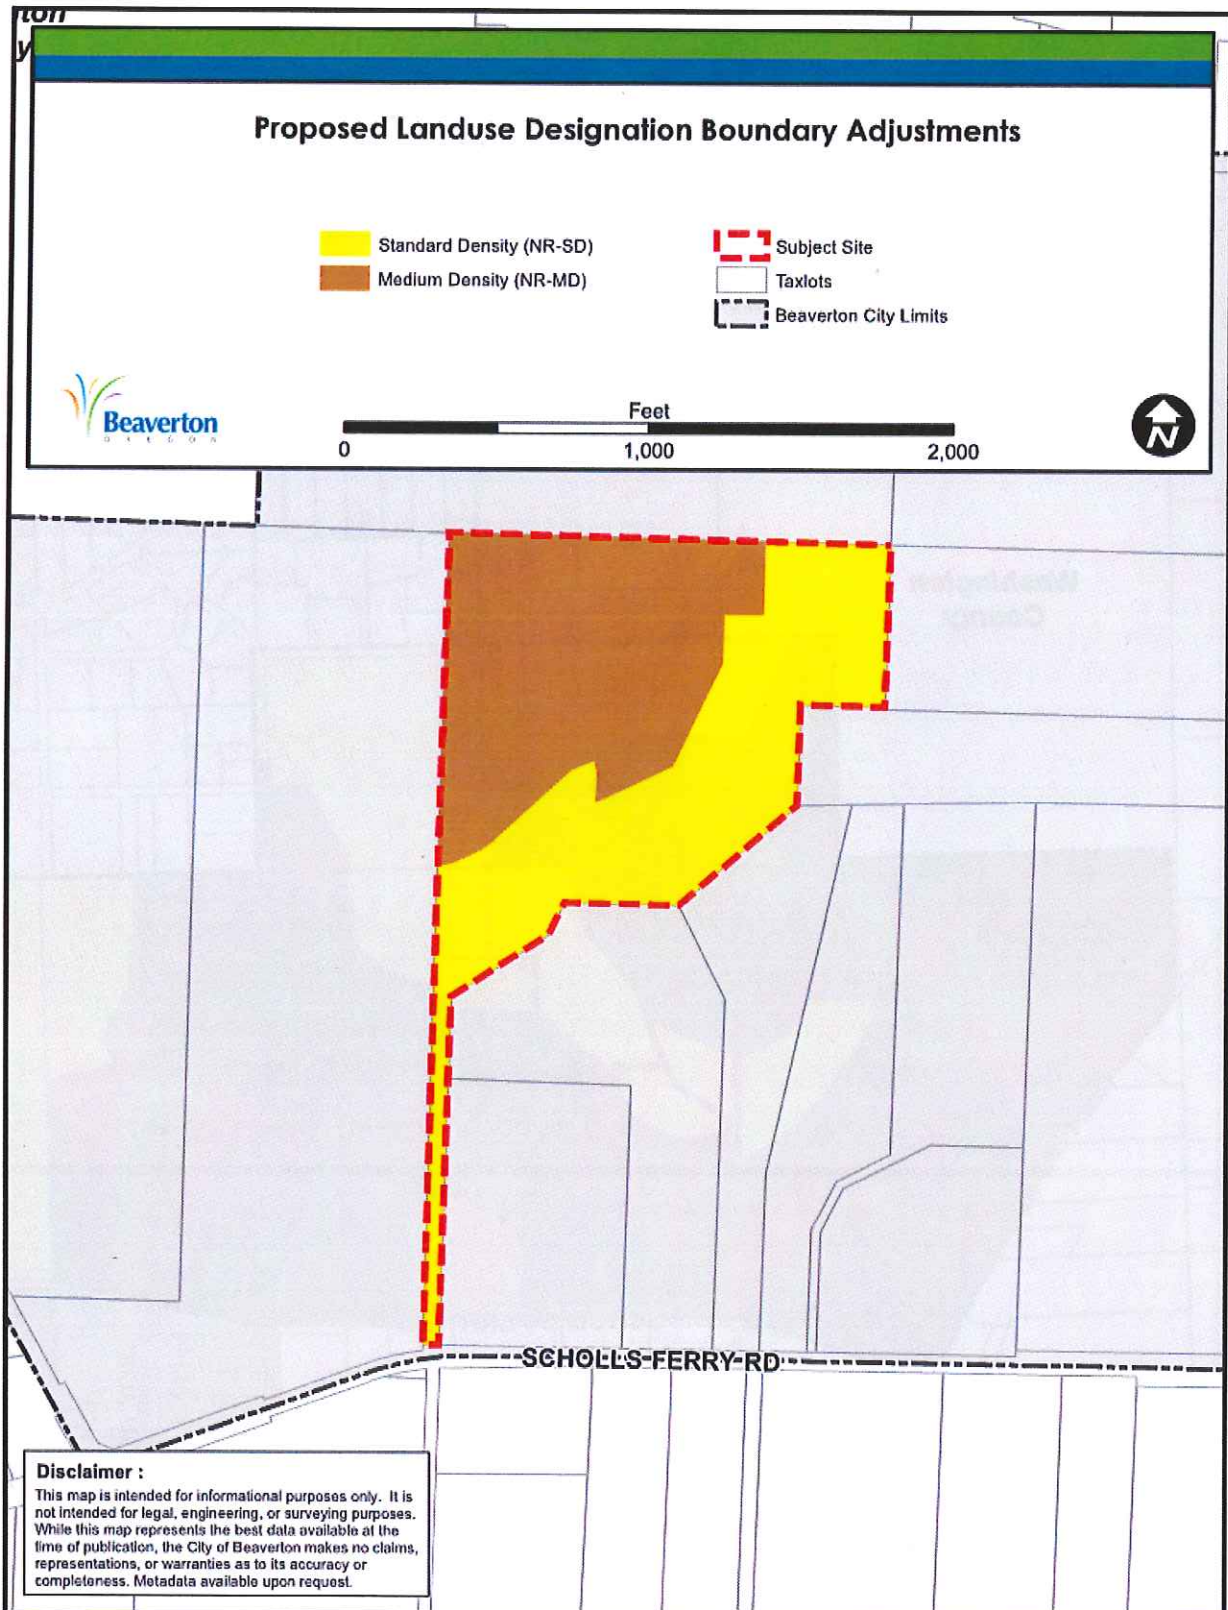 ton
y
Proposed Landuse Designation Boundary Adjustments
Standard Density (NR-SD)
Medium Density (NR-MD)
Subject Site
Taxlots
Beaverton City Limits
Beaverton
OREGON
Feet
0
1,000
2,000
N
Washington
County
SCHOLLS FERRY RD
Disclaimer :
This map is intended for informational purposes only. It is
not intended for legal, engineering, or surveying purposes.
While this map represents the best data available at the
time of publication, the City of Beaverton makes no claims,
representations, or warranties as to its accuracy or
completeness. Metadata available upon request.